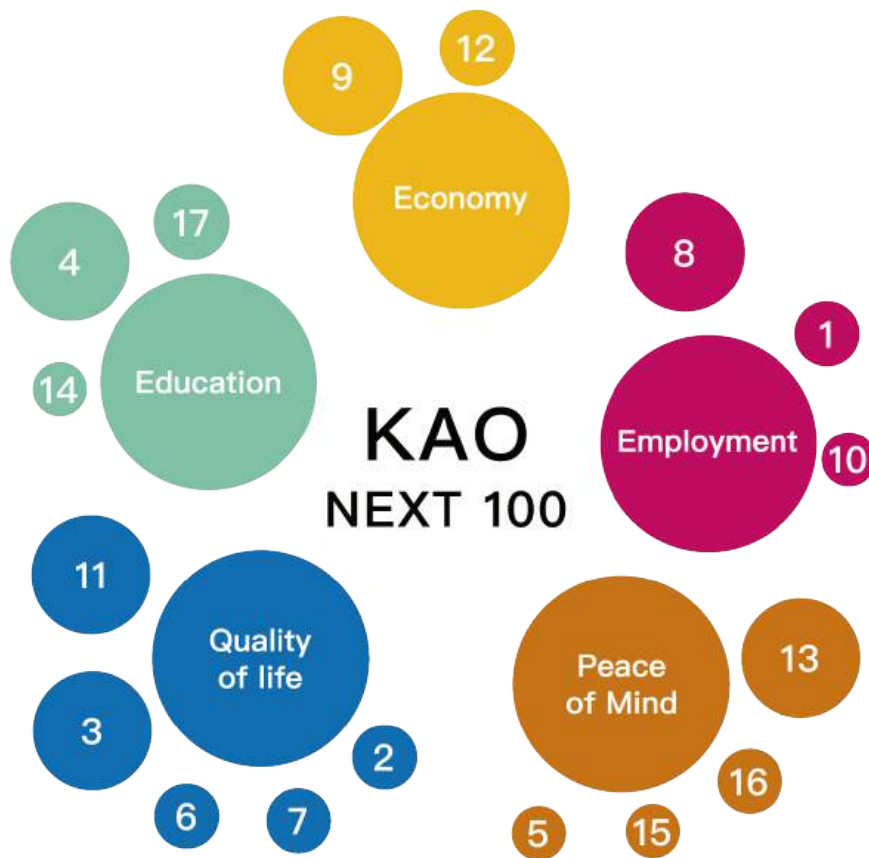 9
12
Economy
4
17
14
Education
8
1
10
Employment
KAO
NEXT 100
11
3
6
7
2
Quality
of life
13
16
15
5
Peace
of Mind